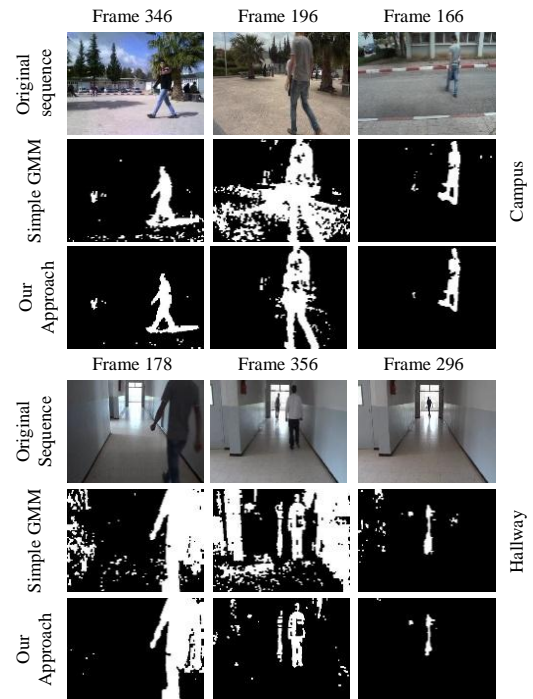 Frame 346 Frame 196 Frame 166
Original
sequence
Simple GMM
Our
Approach
Campus
Frame 178 Frame 356 Frame 296
Original
Sequence
Simple GMM
Our
Approach
Hallway